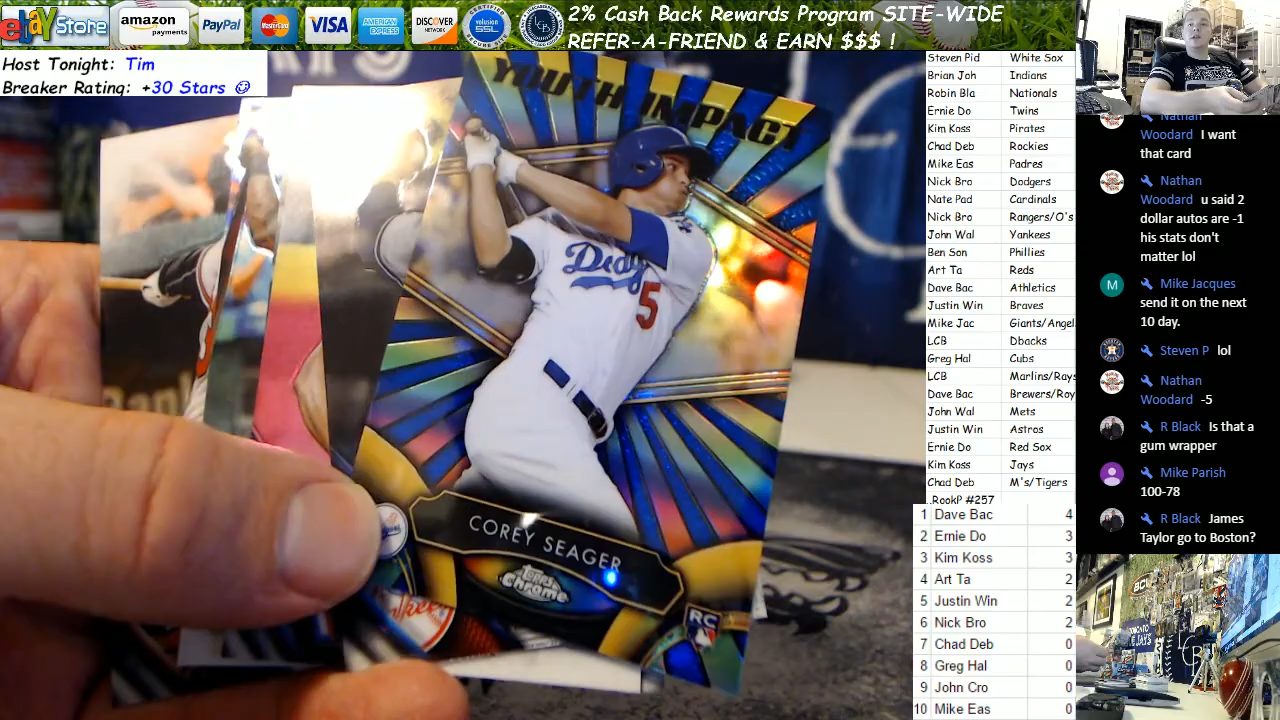 ebay Store
amazon payments
PayPal
MasterCard
VISA
AMERICAN EXPRESS
DISCOVER NETWORK
volusion SSL
LCB
2% Cash Back Rewards Program SITE-WIDE
REFER-A-FRIEND & EARN $$$ !
Host Tonight: Tim
Breaker Rating: +30 Stars
YOUTH IMPACT
5
COREY SEAGER
Topps Chrome
RC
Steven Pid White Sox
Brian Joh Indians
Robin Bla Nationals
Ernie Do Twins
Kim Koss Pirates
Chad Deb Rockies
Mike Eas Padres
Nick Bro Dodgers
Nate Pad Cardinals
Nick Bro Rangers/O's
John Wal Yankees
Ben Son Phillies
Art Ta Reds
Dave Bac Athletics
Justin Win Braves
Mike Jac Giants/Angel
LCB Dbacks
Greg Hal Cubs
LCB Marlins/Rays
Dave Bac Brewers/Roy
John Wal Mets
Justin Win Astros
Ernie Do Red Sox
Kim Koss Jays
Chad Deb M's/Tigers
RookP #257
1 Dave Bac 4
2 Ernie Do 3
3 Kim Koss 3
4 Art Ta 2
5 Justin Win 2
6 Nick Bro 2
7 Chad Deb 0
8 Greg Hal 0
9 John Cro 0
10 Mike Eas 0
Nathan
Woodard I want
that card
Nathan
Woodard u said 2
dollar autos are -1
his stats don't
matter lol
M
Mike Jacques
send it on the next
10 day.
Steven P lol
Nathan
Woodard -5
R Black Is that a
gum wrapper
Mike Parish
100-78
R Black James
Taylor go to Boston?